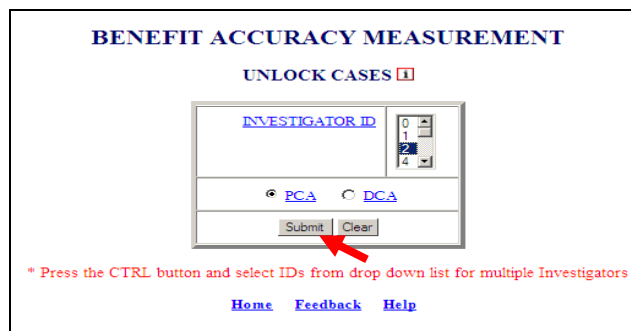 BENEFIT ACCURACY MEASUREMENT
UNLOCK CASES i
INVESTIGATOR ID
0
1
2
4
PCA DCA
Submit Clear
* Press the CTRL button and select IDs from drop down list for multiple Investigators
Home Feedback Help